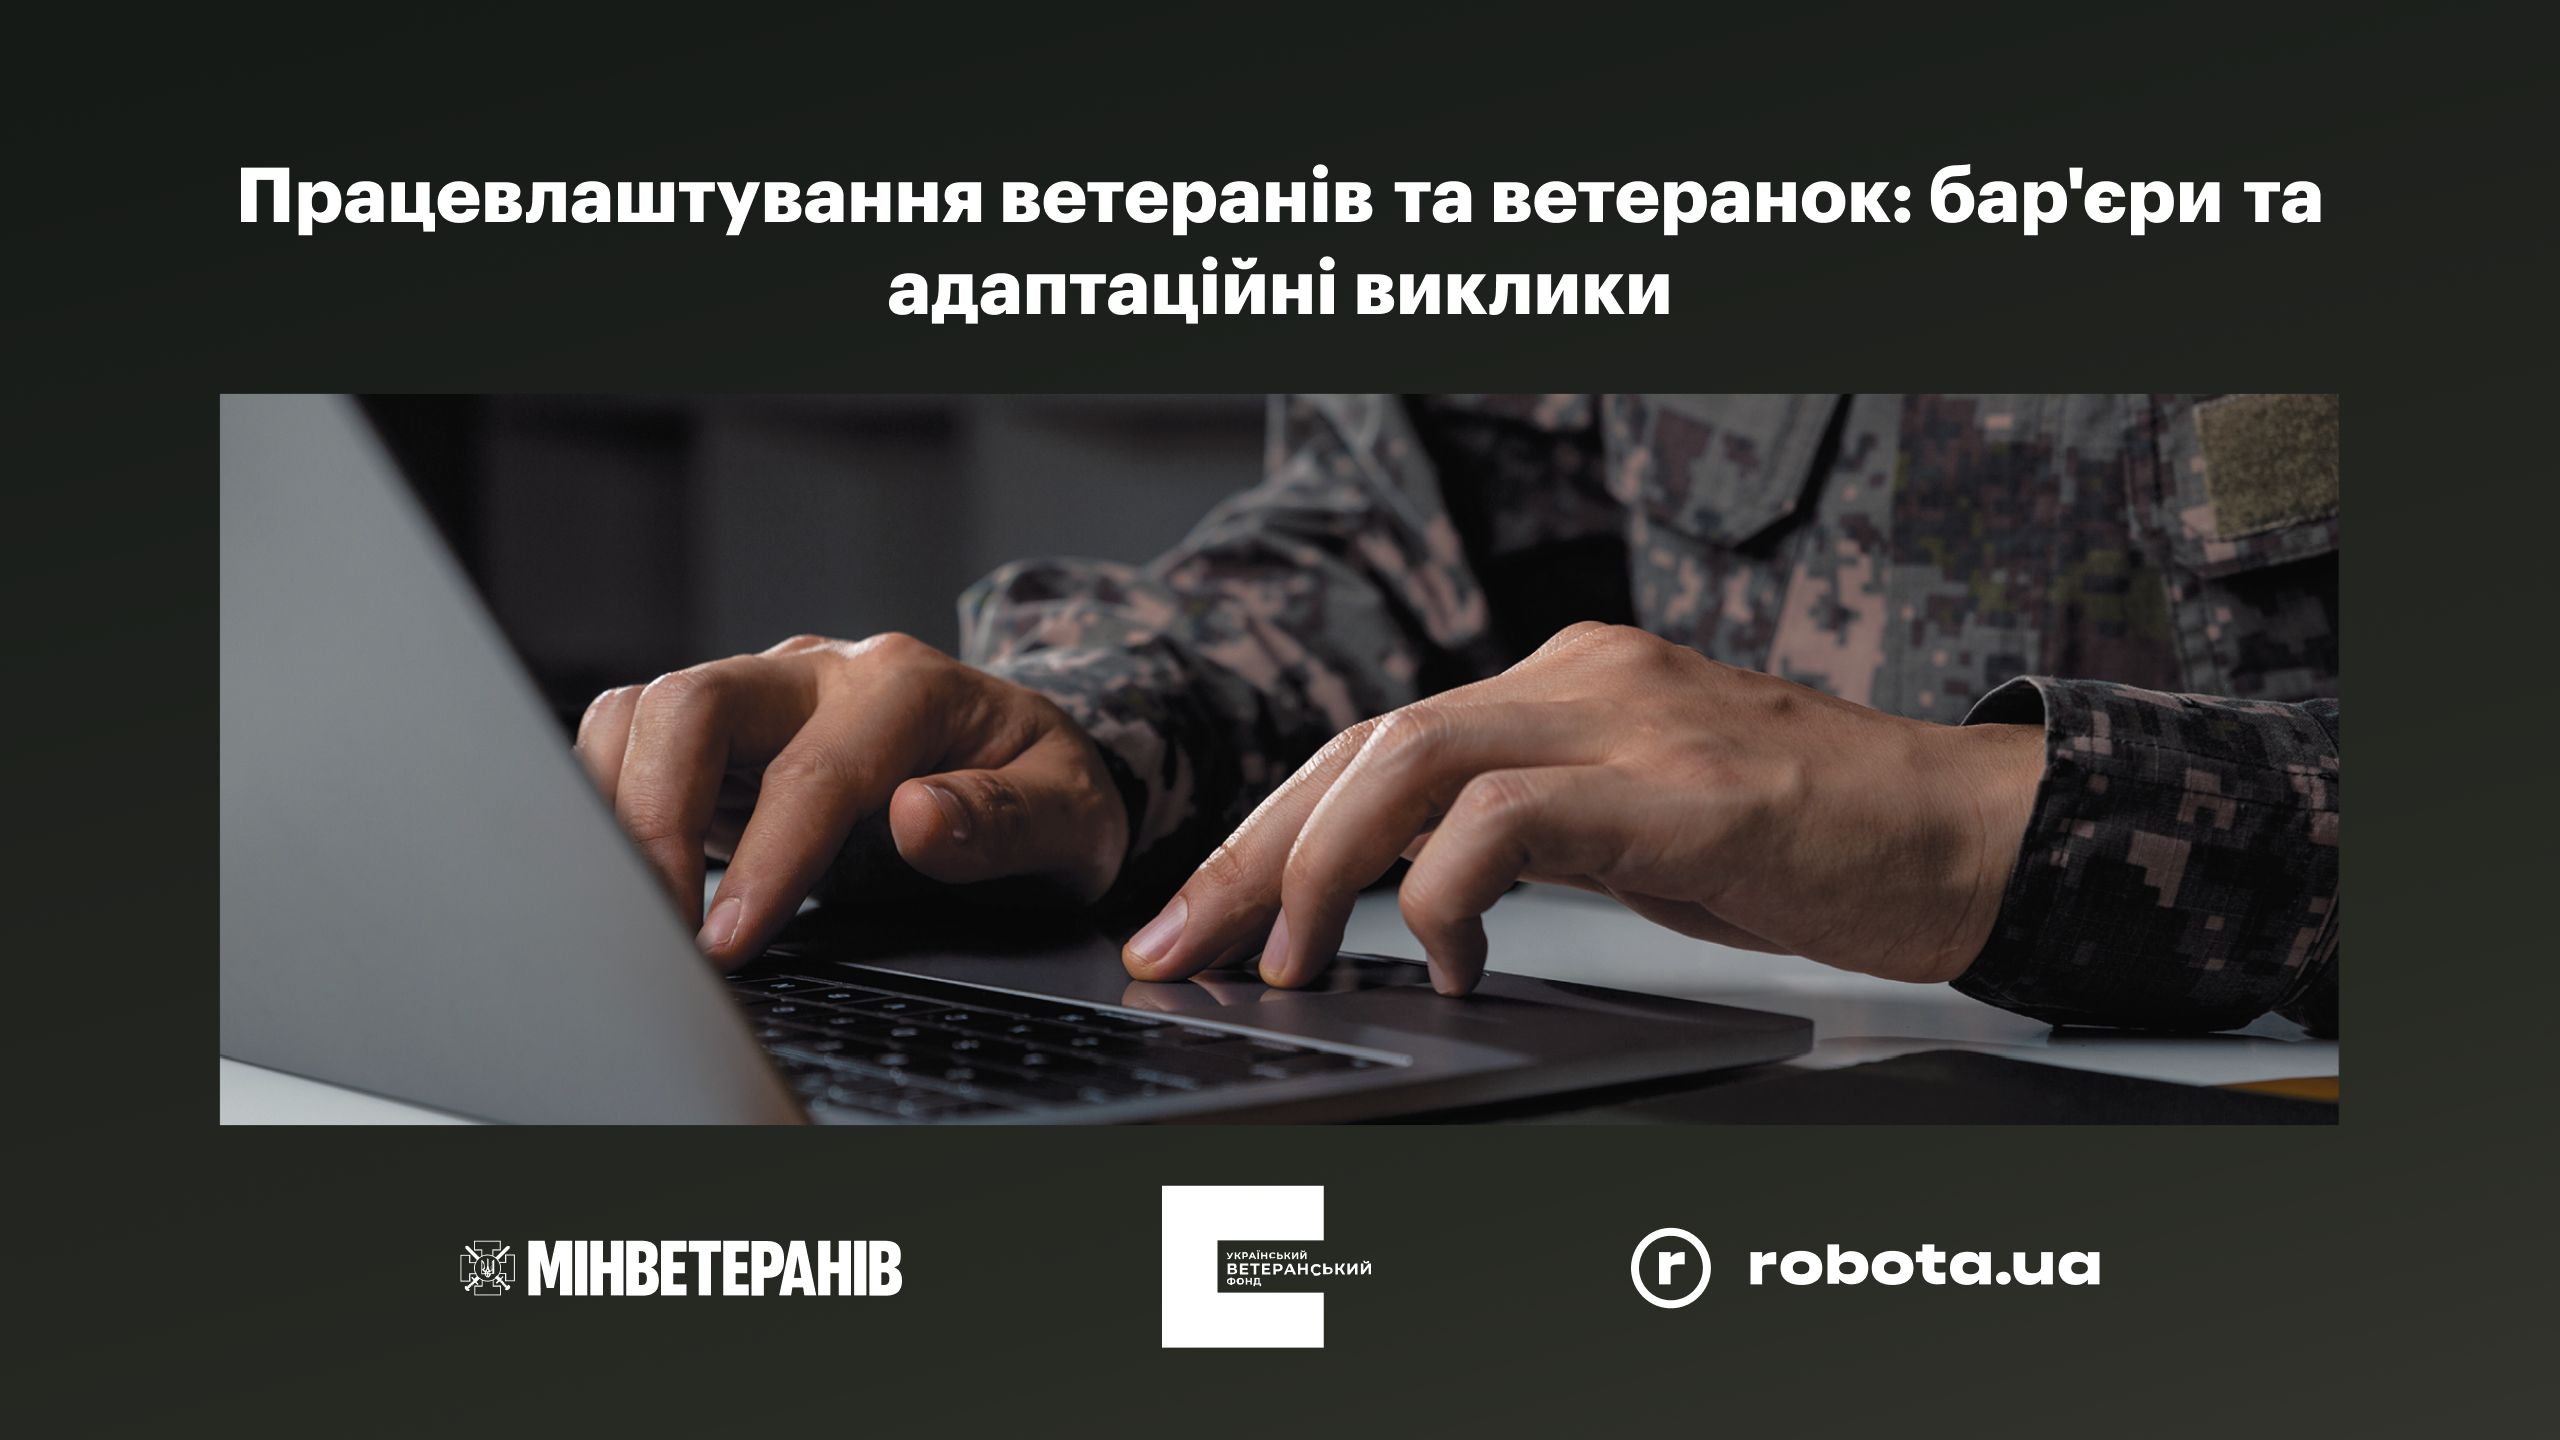 Працевлаштування ветеранів та ветеранок: бар'єри та
адаптаційні виклики
МІНВЕТЕРАНІВ
УКРАЇНСЬКИЙ
ВЕТЕРАНСЬКИЙ
ФОНД
r robota.ua